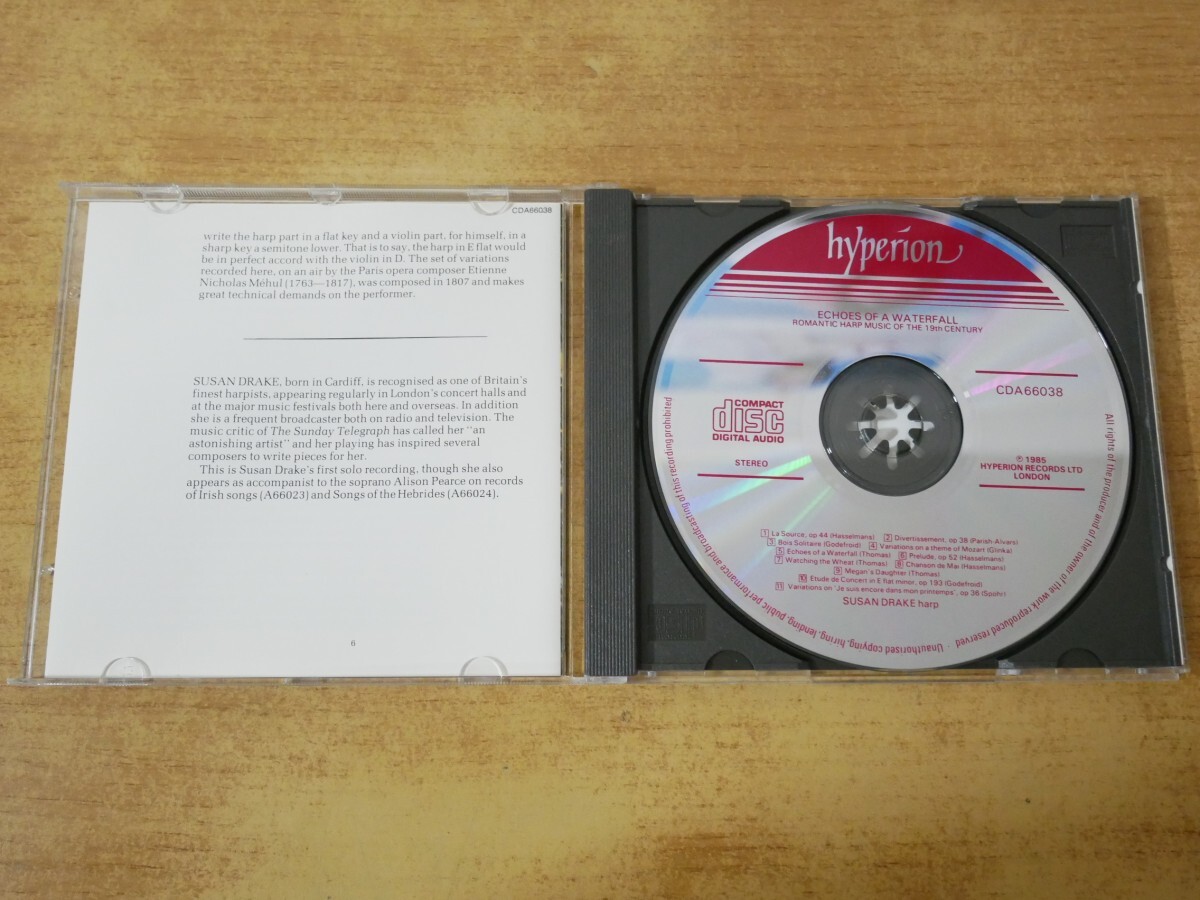 CDA66038
write the harp part in a flat key and a violin part, for himself, in a
sharp key a semitone lower. That is to say, the harp in E flat would
be in perfect accord with the violin in D. The set of variations
recorded here, on an air by the Paris opera composer Etienne
Nicholas Méhul (1763—1817), was composed in 1807 and makes
great technical demands on the performer.
SUSAN DRAKE, born in Cardiff, is recognised as one of Britain's
finest harpists, appearing regularly in London's concert halls and
at the major music festivals both here and overseas. In addition
she is a frequent broadcaster both on radio and television. The
music critic of The Sunday Telegraph has called her "an
astonishing artist" and her playing has inspired several
composers to write pieces for her.
This is Susan Drake's first solo recording, though she also
appears as accompanist to the soprano Alison Pearce on records
of Irish songs (A66023) and Songs of the Hebrides (A66024).
6
hyperion
ECHOES OF A WATERFALL
ROMANTIC HARP MUSIC OF THE 19th CENTURY
COMPACT
disc
DIGITAL AUDIO
STEREO
CDA66038
℗ 1985
HYPERION RECORDS LTD
LONDON
1 La Source, op 44 (Hasselmans) 2 Divertissement, op 38 (Parish-Alvars)
3 Bois Solitaire (Godefroid) 4 Variations on a theme of Mozart (Glinka)
5 Echoes of a Waterfall (Thomas) 6 Prelude, op 52 (Hasselmans)
7 Watching the Wheat (Thomas) 8 Chanson de Mai (Hasselmans)
9 Megan's Daughter (Thomas)
10 Etude de Concert in E flat minor, op 193 (Godefroid)
11 Variations on 'Je suis encore dans mon printemps', op 36 (Spohr)
SUSAN DRAKE harp
All rights of the producer and of the owner of the work reproduced reserved · Unauthorised copying, hiring, lending, public performance and broadcasting of this recording prohibited